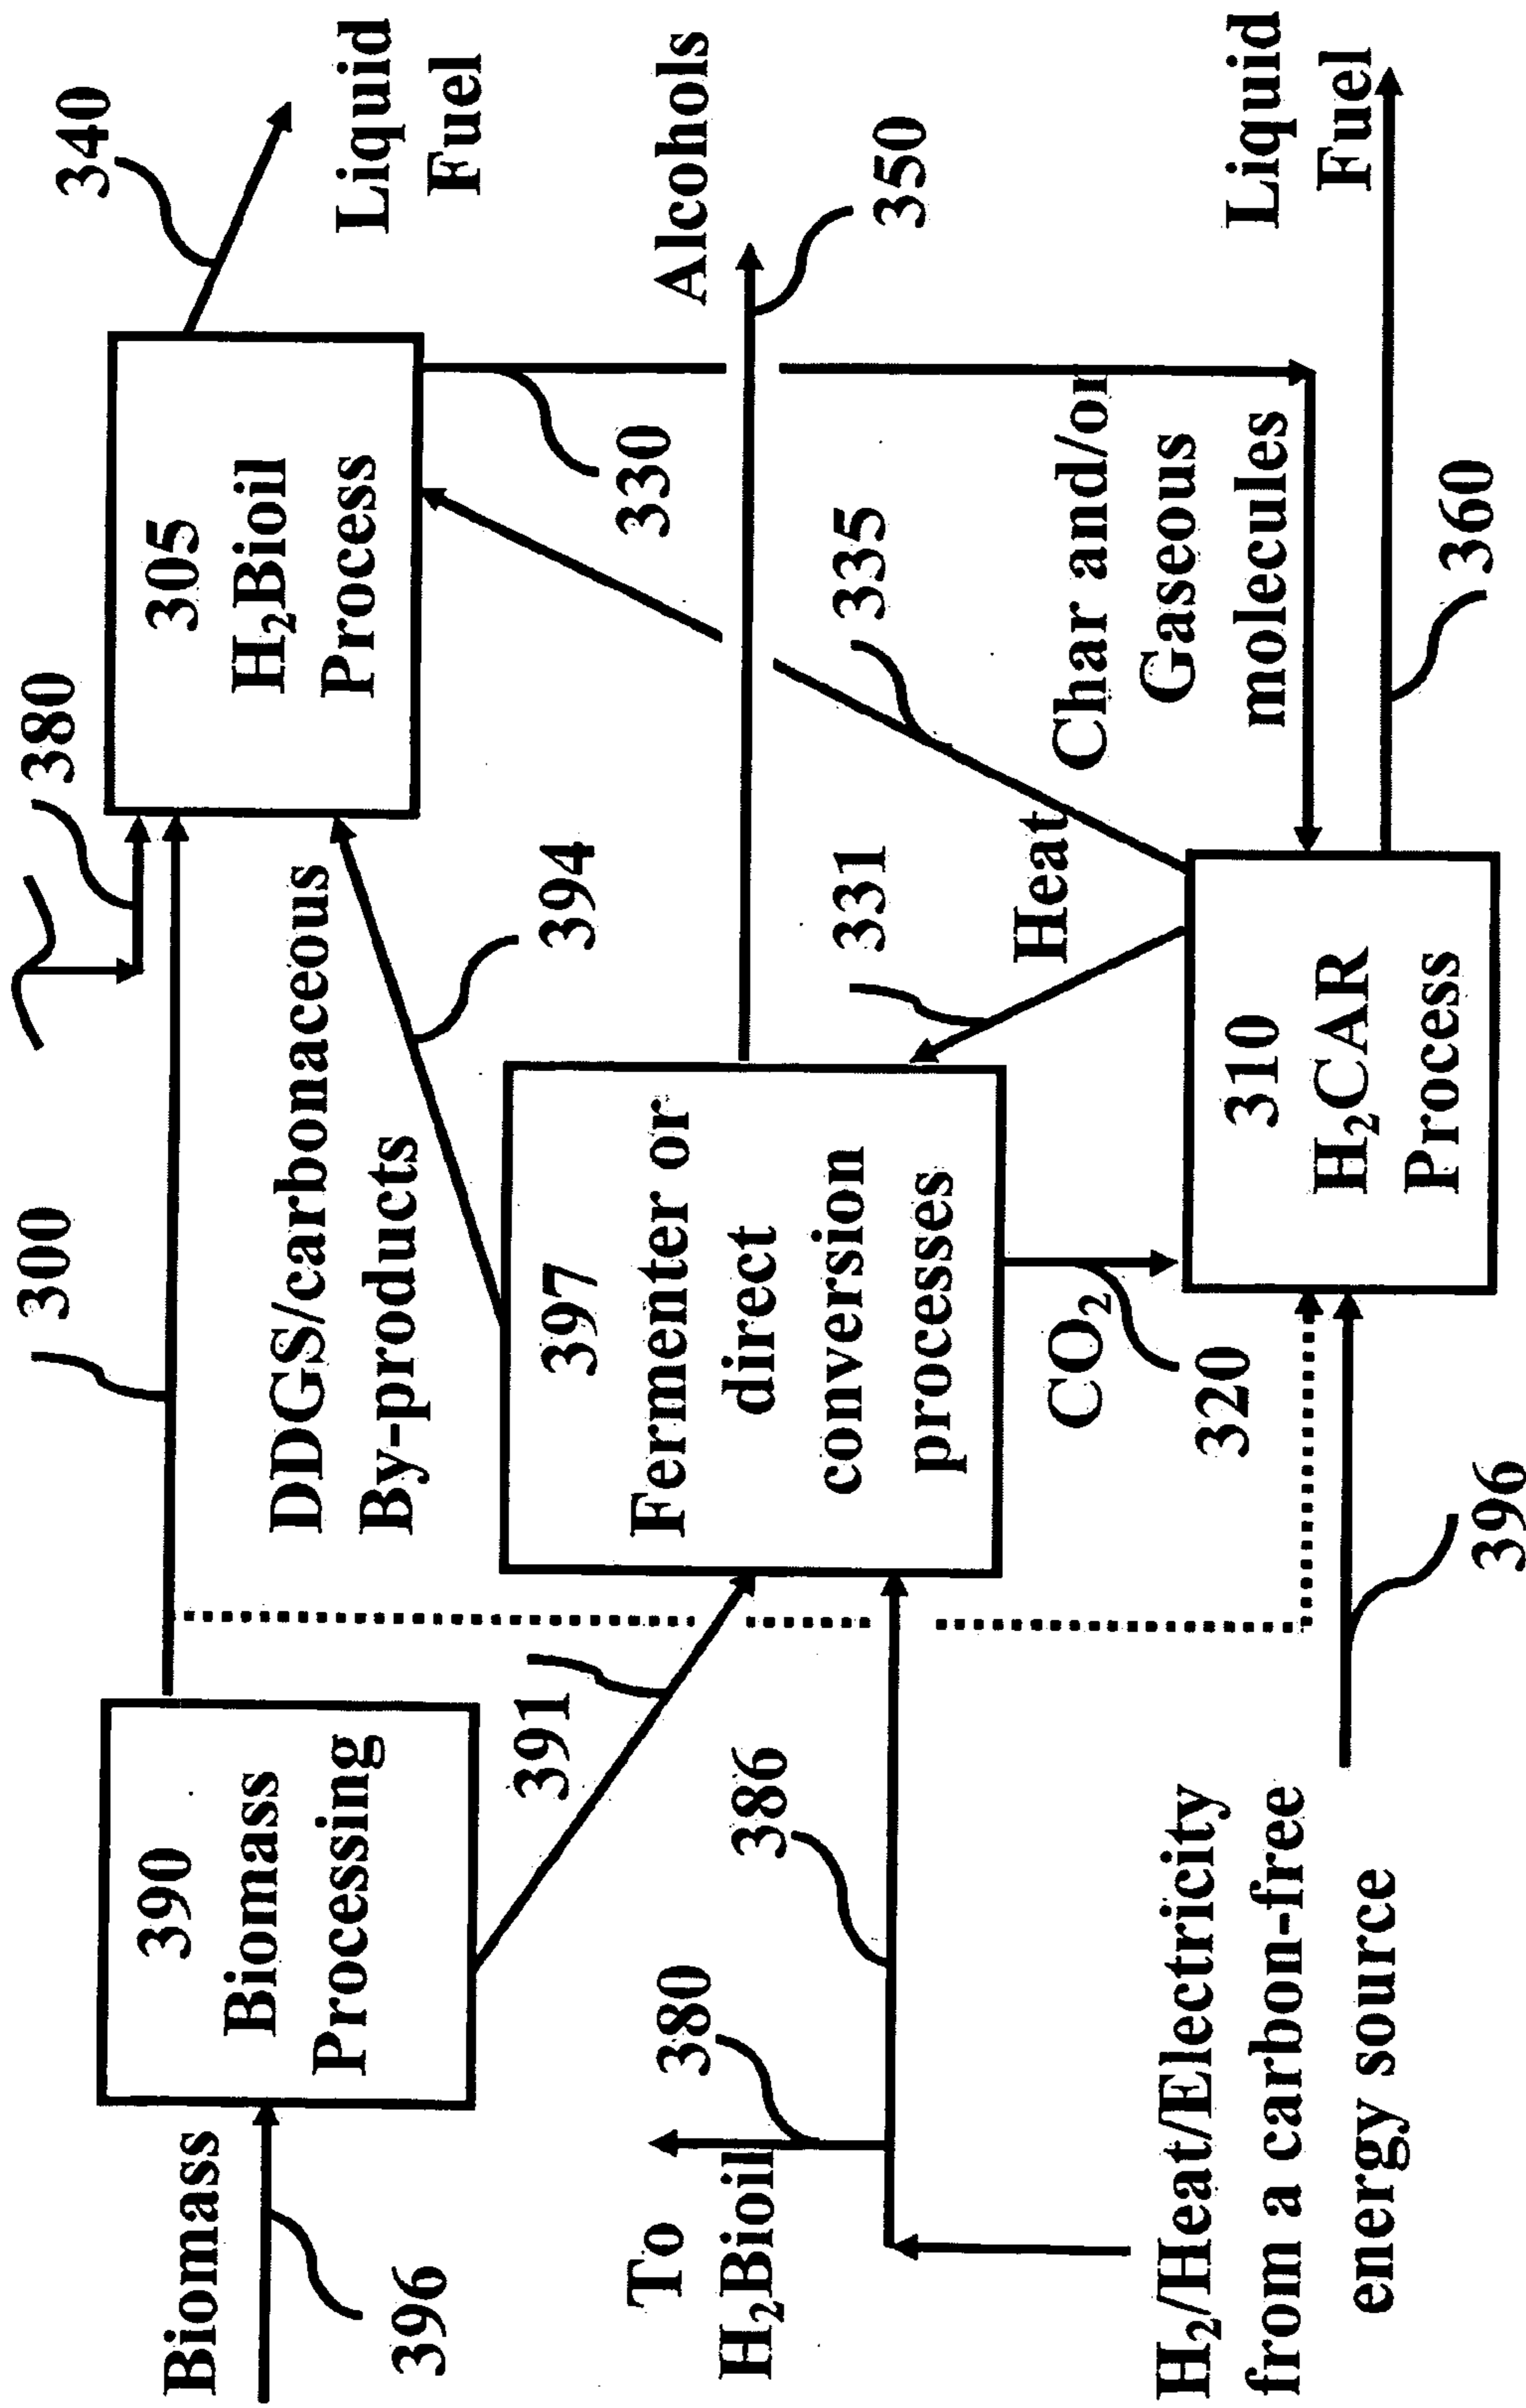 Biomass
396
390
Biomass
Processing
300
380
305
H₂Bioil
Process
340
Liquid
Fuel
DDGS/carbonaceous
By-products
394
391
397
Fermenter or
direct
conversion
processes
330
Alcohols
350
To
H₂Bioil
380
386
CO₂
320
331
Heat
335
Char and/or
Gaseous
molecules
310
H₂CAR
Process
Liquid
Fuel
360
H₂/Heat/Electricity
from a carbon-free
energy source
396